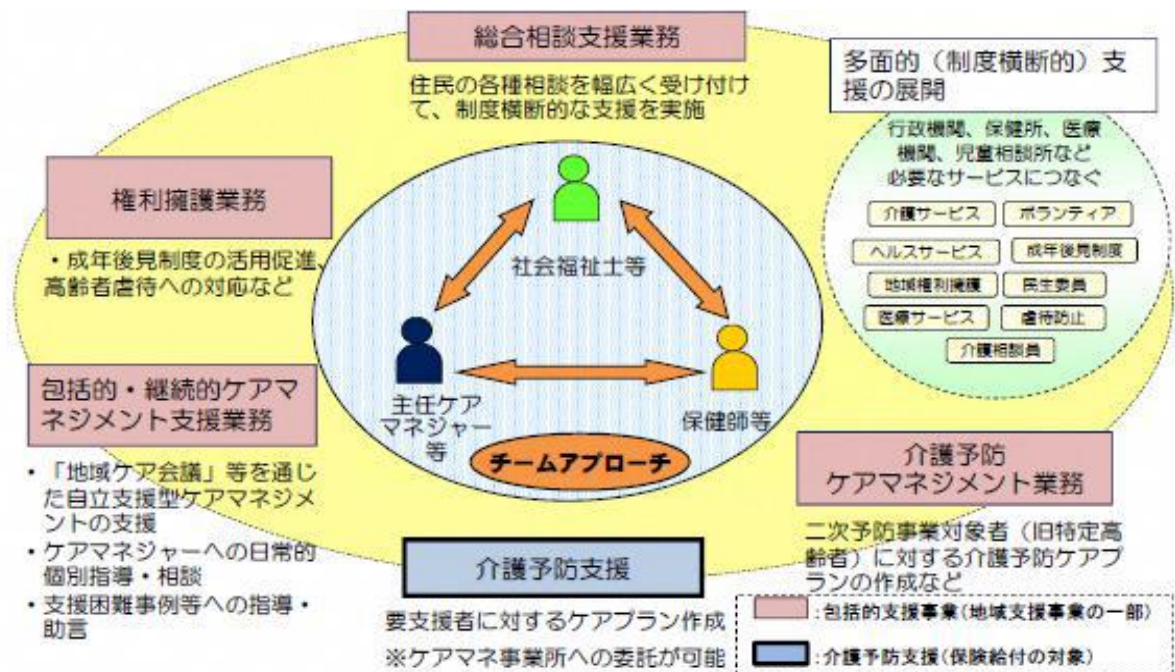 総合相談支援業務
住民の各種相談を幅広く受け付け
て、制度横断的な支援を実施
多面的（制度横断的）支
援の展開
行政機関、保健所、医療
機関、児童相談所など
必要なサービスにつなぐ
介護サービス
ボランティア
ヘルスサービス
成年後見制度
地域権利擁護
民生委員
医療サービス
虐待防止
介護相談員
権利擁護業務
・成年後見制度の活用促進、
高齢者虐待への対応など
社会福祉士等
主任ケア
マネジャー
等
保健師等
チームアプローチ
包括的・継続的ケアマ
ネジメント支援業務
・「地域ケア会議」等を通じ
た自立支援型ケアマネジメ
ントの支援
・ケアマネジャーへの日常的
個別指導・相談
・支援困難事例等への指導・
助言
介護予防
ケアマネジメント業務
二次予防事業対象者（旧特定高
齢者）に対する介護予防ケアプ
ランの作成など
介護予防支援
要支援者に対するケアプラン作成
※ケアマネ事業所への委託が可能
:包括的支援事業(地域支援事業の一部)
:介護予防支援(保険給付の対象)